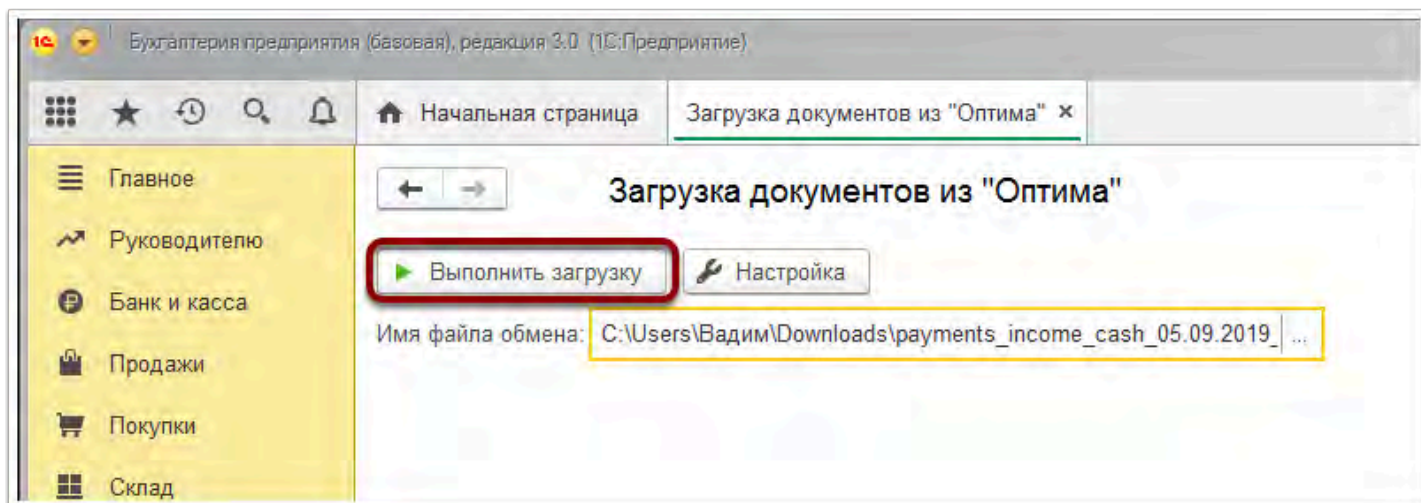 1С Бухгалтерия предприятия (базовая), редакция 3.0 (1С:Предприятие)
Начальная страница Загрузка документов из "Оптима" ×
Главное
Загрузка документов из "Оптима"
Руководителю
Выполнить загрузку Настройка
Банк и касса
Имя файла обмена: C:\Users\Вадим\Downloads\payments_income_cash_05.09.2019_ ...
Продажи
Покупки
Склад